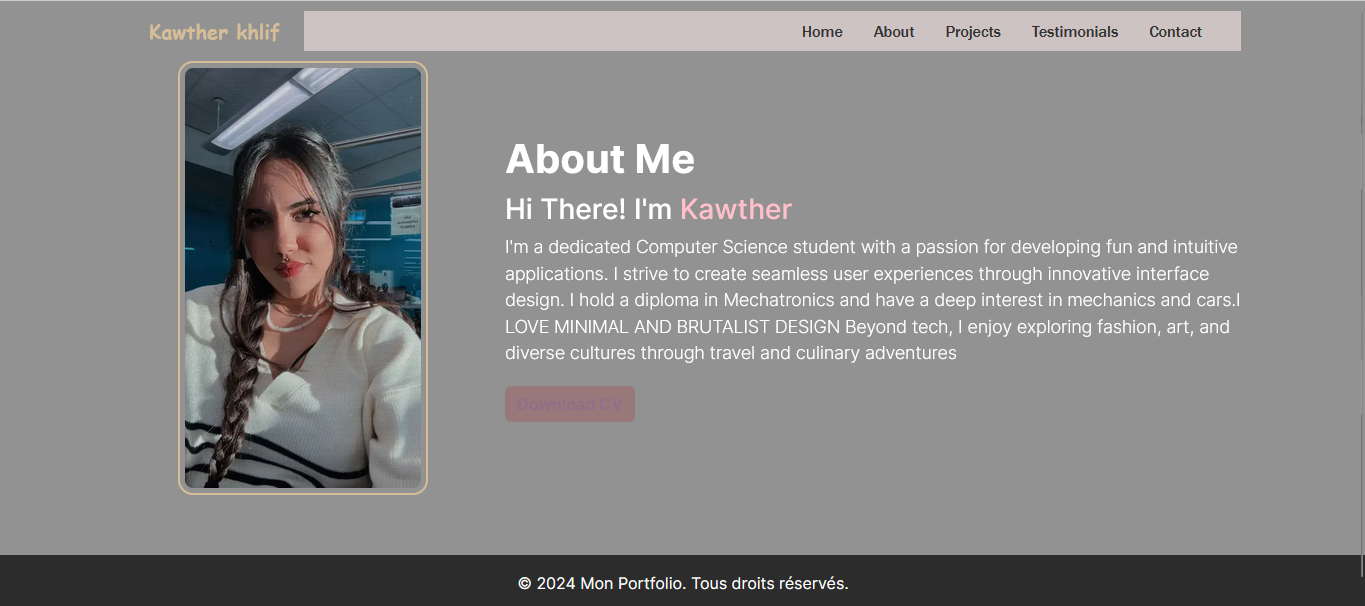 Kawther khlif
Home About Projects Testimonials Contact
About Me
Hi There! I'm Kawther
I'm a dedicated Computer Science student with a passion for developing fun and intuitive
applications. I strive to create seamless user experiences through innovative interface
design. I hold a diploma in Mechatronics and have a deep interest in mechanics and cars.I
LOVE MINIMAL AND BRUTALIST DESIGN Beyond tech, I enjoy exploring fashion, art, and
diverse cultures through travel and culinary adventures
Download CV
© 2024 Mon Portfolio. Tous droits réservés.